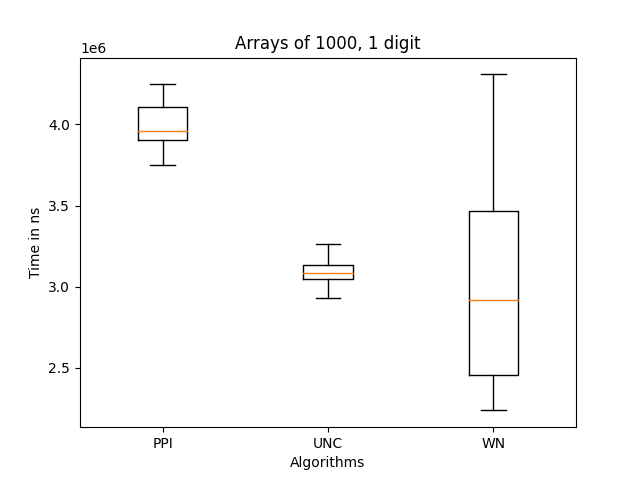 Arrays of 1000, 1 digit
1e6
4.0
3.5
3.0
2.5
Time in ns
PPI UNC WN
Algorithms